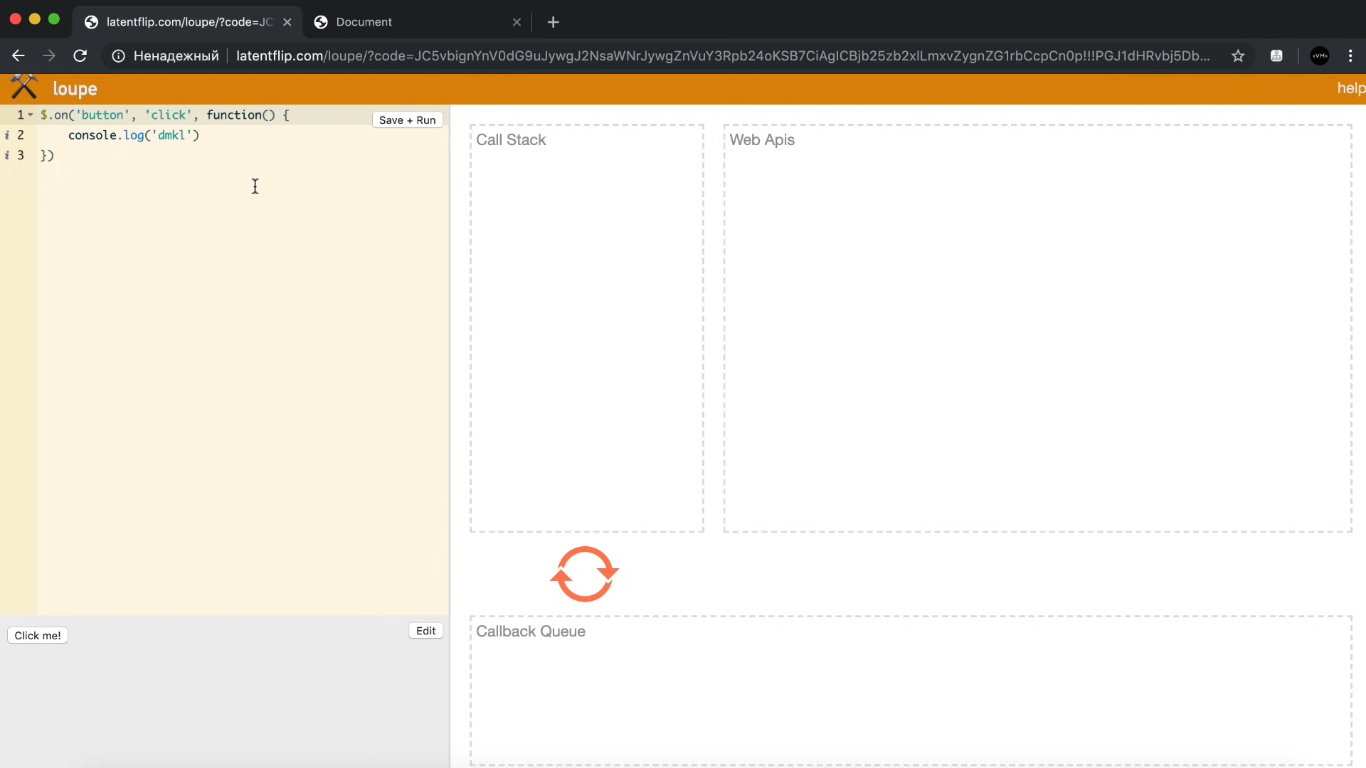 latentflip.com/loupe/?code=JC
Document
Ненадежный
latentflip.com/loupe/?code=JC5vbignYnV0dG9uJywgJ2NsaWNrJywgZnVuY3Rpb24oKSB7CiAgICBjb25zb2xlLmxvZygnZG1rbCcpCn0p!!!PGJ1dHRvbj5Db...
loupe
help
1 $.on('button', 'click', function() {
Save + Run
i 2 console.log('dmkl')
i 3 })
Call Stack
Web Apis
Click me!
Edit
Callback Queue